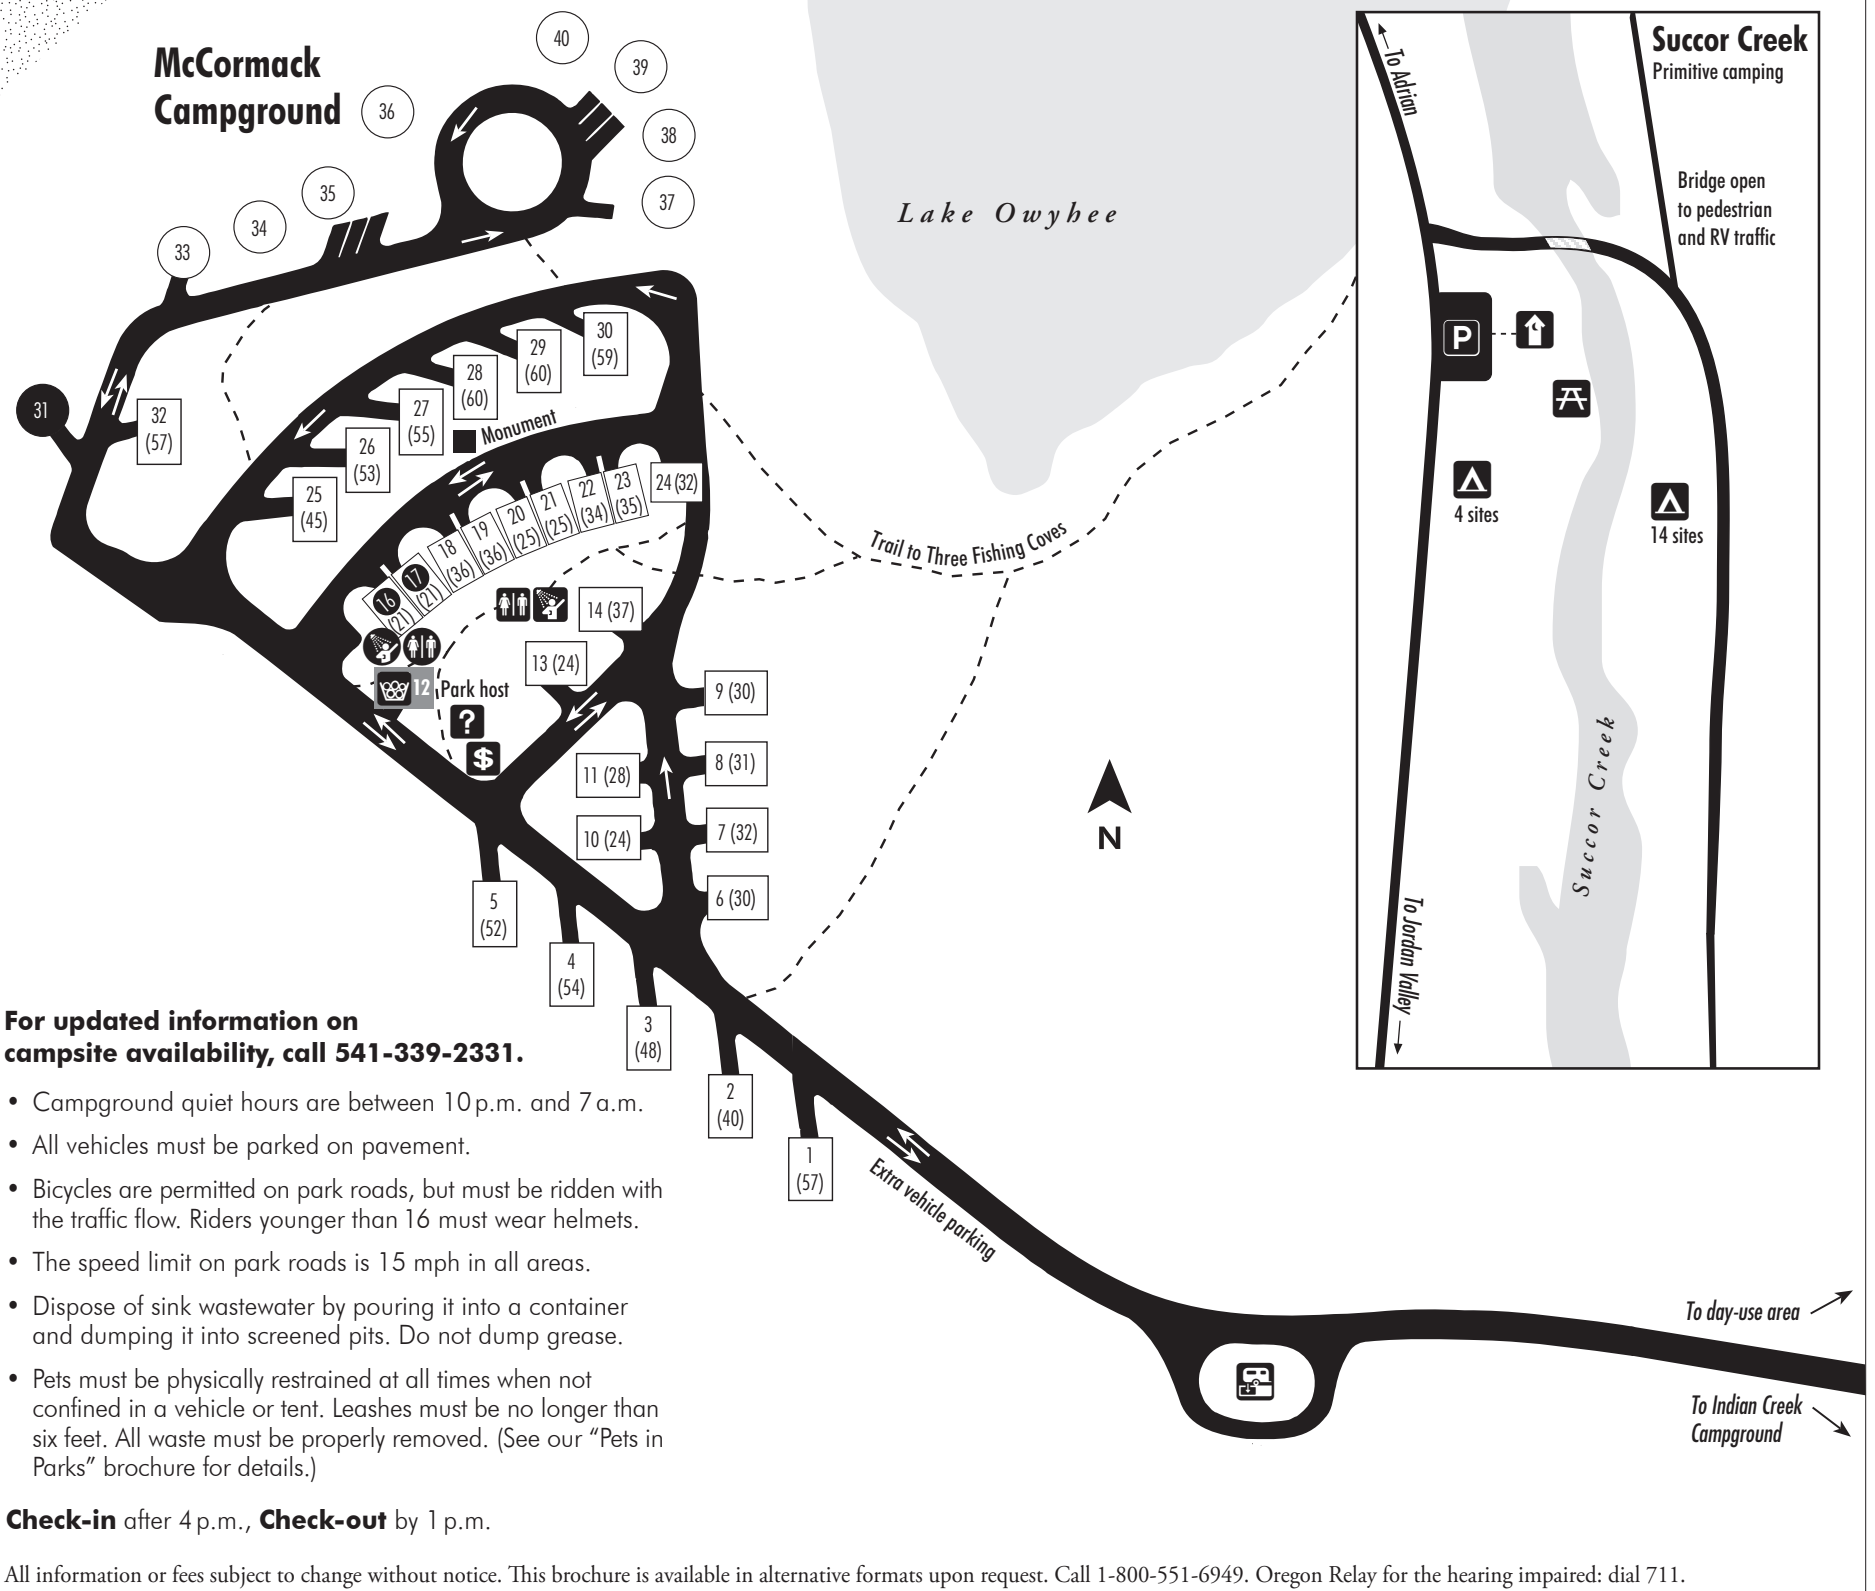 McCormack
Campground
40
39
36
38
35
37
34
33
31
32
(57)
30
(59)
29
(60)
28
(60)
27
(55)
26
(53)
25
(45)
Monument
24 (32)
23
(35)
22
(34)
21
(25)
20
(25)
19
(36)
18
(36)
17
(21)
16
(21)
14 (37)
13 (24)
12
Park host
?
$
9 (30)
8 (31)
11 (28)
7 (32)
10 (24)
6 (30)
5
(52)
4
(54)
3
(48)
2
(40)
1
(57)
Lake Owyhee
Trail to Three Fishing Coves
N
Extra vehicle parking
To day-use area
To Indian Creek
Campground
Succor Creek
Primitive camping
To Adrian
Bridge open
to pedestrian
and RV traffic
P
4 sites
14 sites
Succor Creek
To Jordan Valley
For updated information on
campsite availability, call 541-339-2331.
• Campground quiet hours are between 10 p.m. and 7 a.m.
• All vehicles must be parked on pavement.
• Bicycles are permitted on park roads, but must be ridden with
the traffic flow. Riders younger than 16 must wear helmets.
• The speed limit on park roads is 15 mph in all areas.
• Dispose of sink wastewater by pouring it into a container
and dumping it into screened pits. Do not dump grease.
• Pets must be physically restrained at all times when not
confined in a vehicle or tent. Leashes must be no longer than
six feet. All waste must be properly removed. (See our “Pets in
Parks” brochure for details.)
Check-in after 4 p.m., Check-out by 1 p.m.
All information or fees subject to change without notice. This brochure is available in alternative formats upon request. Call 1-800-551-6949. Oregon Relay for the hearing impaired: dial 711.